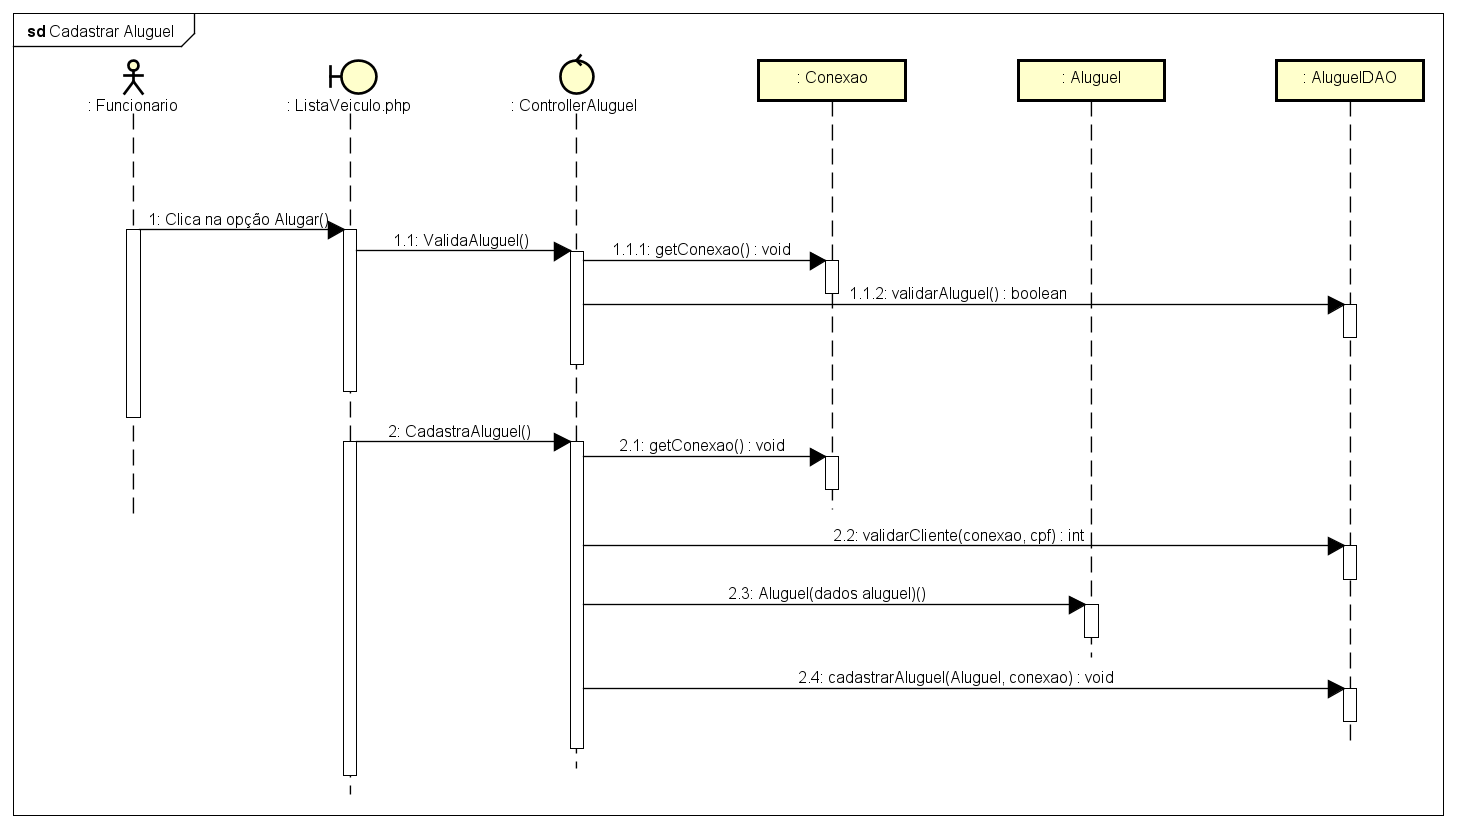 sd Cadastrar Aluguel
: Funcionario
: ListaVeiculo.php
: ControllerAluguel
: Conexao
: Aluguel
: AluguelDAO
1: Clica na opção Alugar()
1.1: ValidaAluguel()
1.1.1: getConexao() : void
1.1.2: validarAluguel() : boolean
2: CadastraAluguel()
2.1: getConexao() : void
2.2: validarCliente(conexao, cpf) : int
2.3: Aluguel(dados aluguel)()
2.4: cadastrarAluguel(Aluguel, conexao) : void